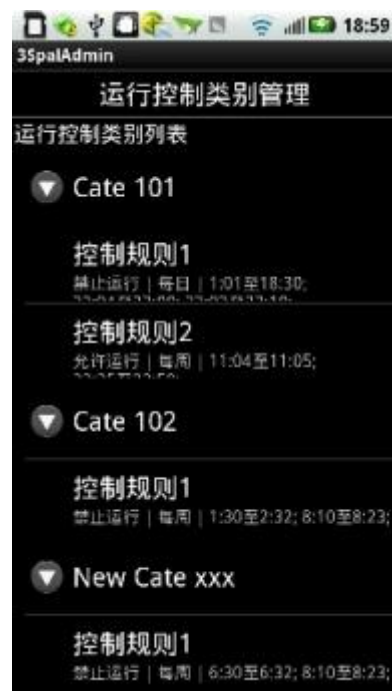 18:59
3SpalAdmin
运行控制类别管理
运行控制类别列表
Cate 101
控制规则1
禁止运行 | 每日 | 1:01至18:30;
控制规则2
允许运行 | 每周 | 11:04至11:05;
Cate 102
控制规则1
禁止运行 | 每周 | 1:30至2:32; 8:10至8:23;
New Cate xxx
控制规则1
禁止运行 | 每周 | 6:30至6:32; 8:10至8:23;